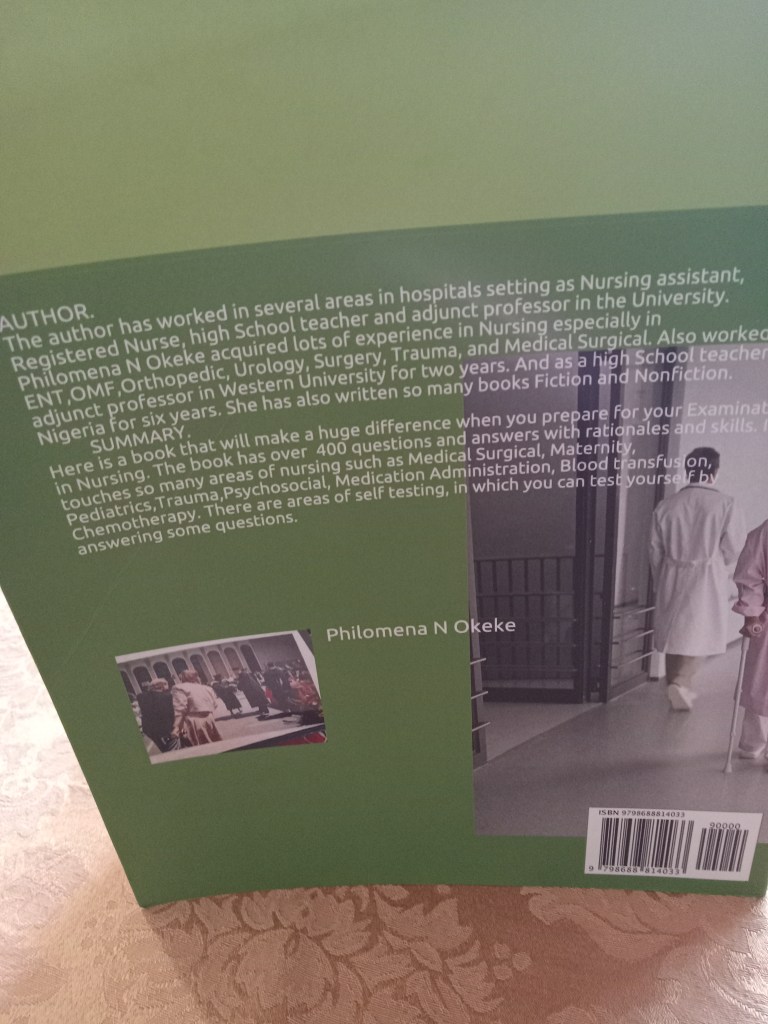 AUTHOR.
The author has worked in several areas in hospitals setting as Nursing assistant,
Registered Nurse, high School teacher and adjunct professor in the University.
Philomena N Okeke acquired lots of experience in Nursing especially in
ENT,OMF,Orthopedic, Urology, Surgery, Trauma, and Medical Surgical. Also worked
adjunct professor in Western University for two years. And as a high School teacher
Nigeria for six years. She has also written so many books Fiction and Nonfiction.
SUMMARY.
Here is a book that will make a huge difference when you prepare for your Examinat
in Nursing. The book has over 400 questions and answers with rationales and skills. I
touches so many areas of nursing such as Medical Surgical, Maternity,
Pediatrics,Trauma,Psychosocial, Medication Administration, Blood transfusion,
Chemotherapy. There are areas of self testing, in which you can test yourself by
answering some questions.
Philomena N Okeke
ISBN 9798688814033
90000
9 798688 814033